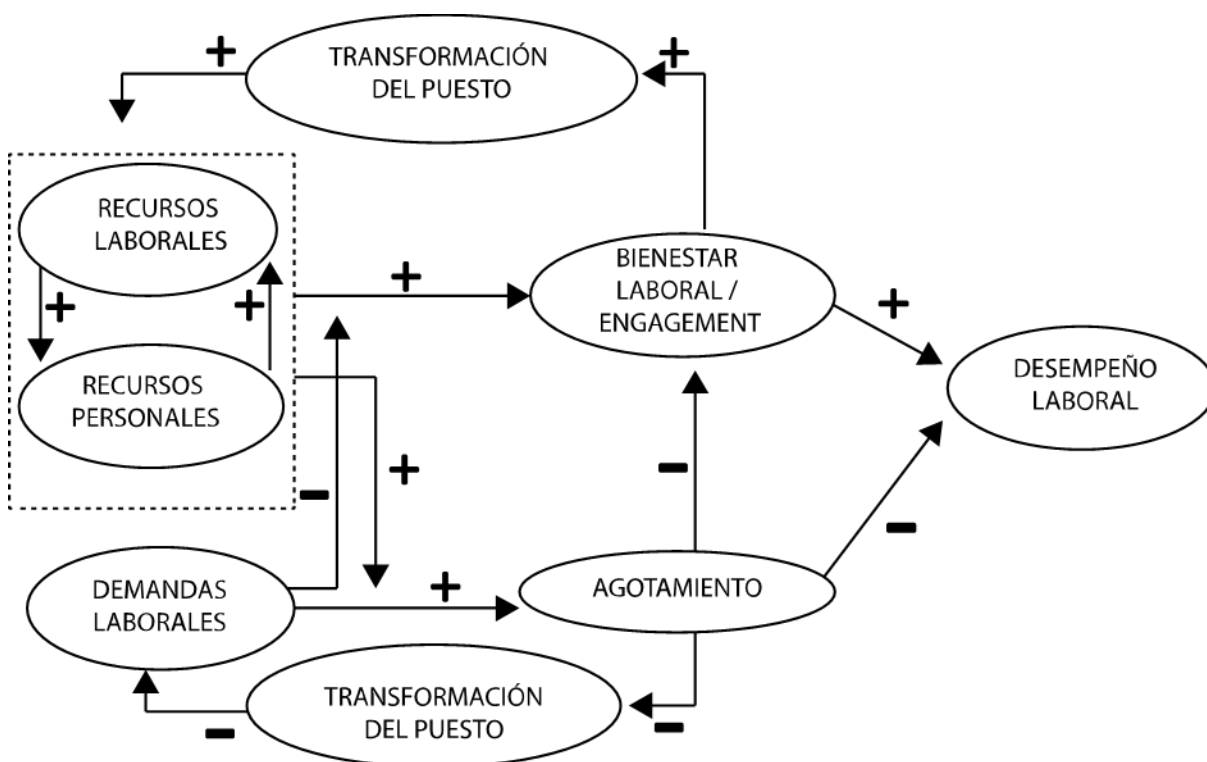 +
TRANSFORMACIÓN
DEL PUESTO
+
RECURSOS
LABORALES
+
+
RECURSOS
PERSONALES
+
BIENESTAR
LABORAL /
ENGAGEMENT
+
DESEMPEÑO
LABORAL
-
+
-
-
DEMANDAS
LABORALES
+
AGOTAMIENTO
-
TRANSFORMACIÓN
DEL PUESTO
-